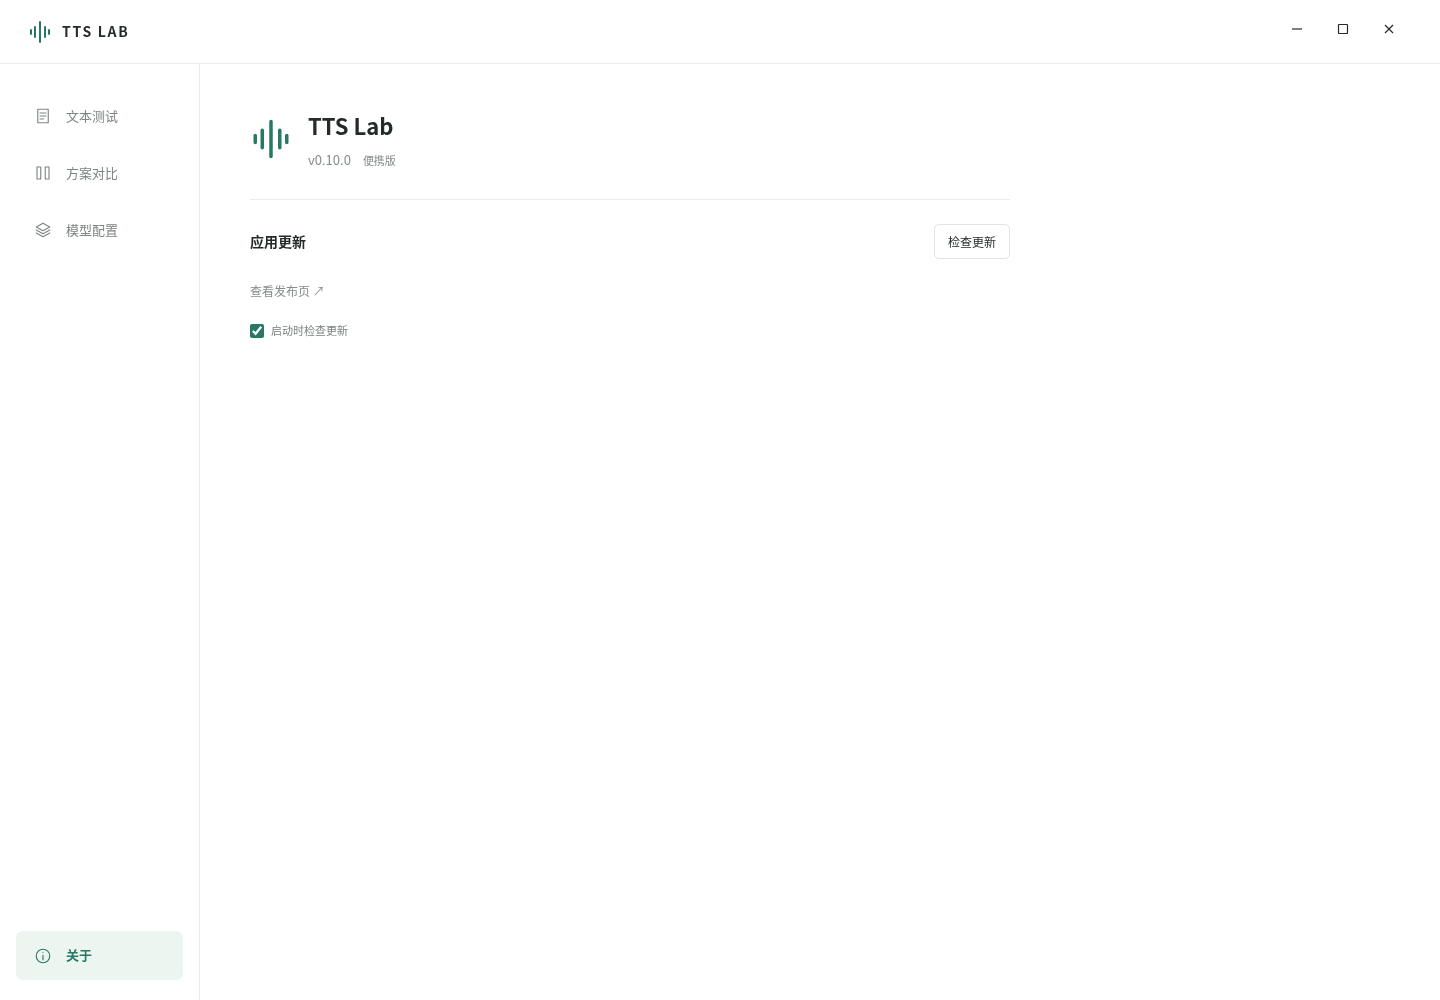 TTS LAB
文本测试
方案对比
模型配置
TTS Lab
v0.10.0 便携版
应用更新
检查更新
查看发布页 ↗
启动时检查更新
关于